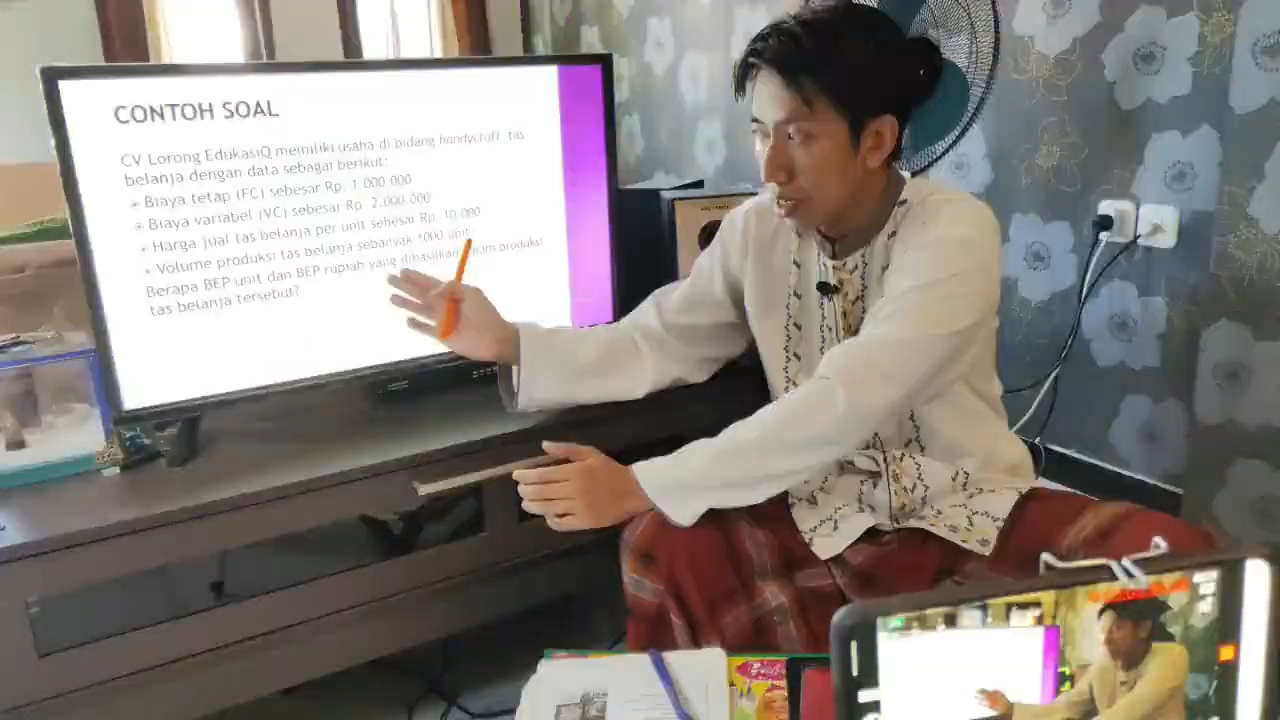 CONTOH SOAL
CV Lorong EdukasiQ memiliki usaha di bidang handycraft tas
belanja dengan data sebagai berikut:
Biaya tetap (FC) sebesar Rp. 1.000.000
Biaya variabel (VC) sebesar Rp. 2.000.000
Harga jual tas belanja per unit sebesar Rp. 10.000
Volume produksi tas belanja sebanyak 1000 unit
Berapa BEP unit dan BEP rupiah yang dihasilkan produksi
tas belanja tersebut?